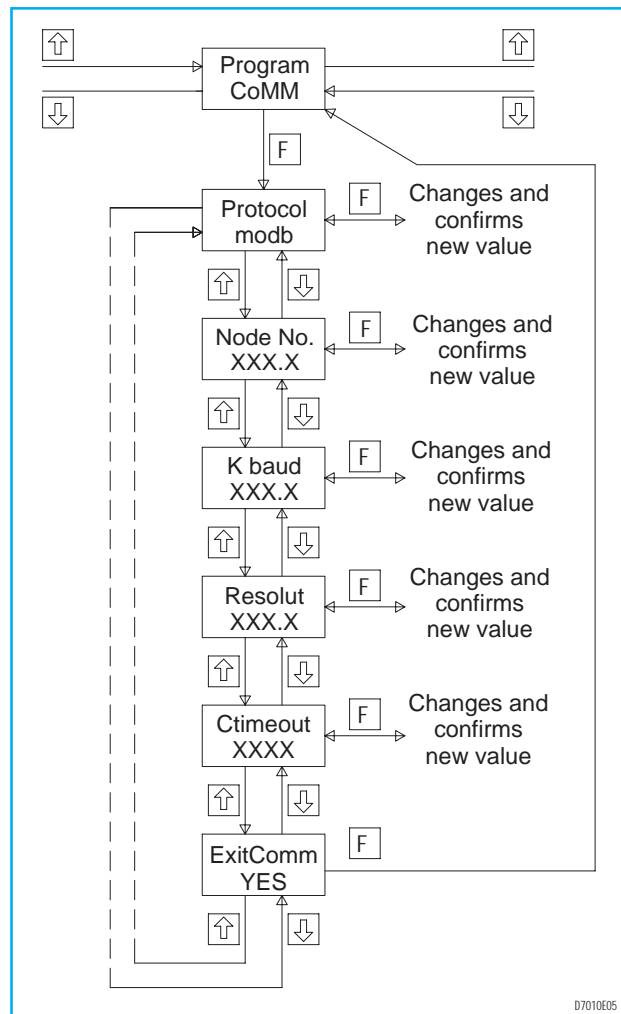 Program
CoMM
F
Protocol
modb
F
Changes and
confirms
new value
Node No.
XXX.X
F
Changes and
confirms
new value
K baud
XXX.X
F
Changes and
confirms
new value
Resolut
XXX.X
F
Changes and
confirms
new value
Ctimeout
XXXX
F
Changes and
confirms
new value
ExitComm
YES
F
D7010E05